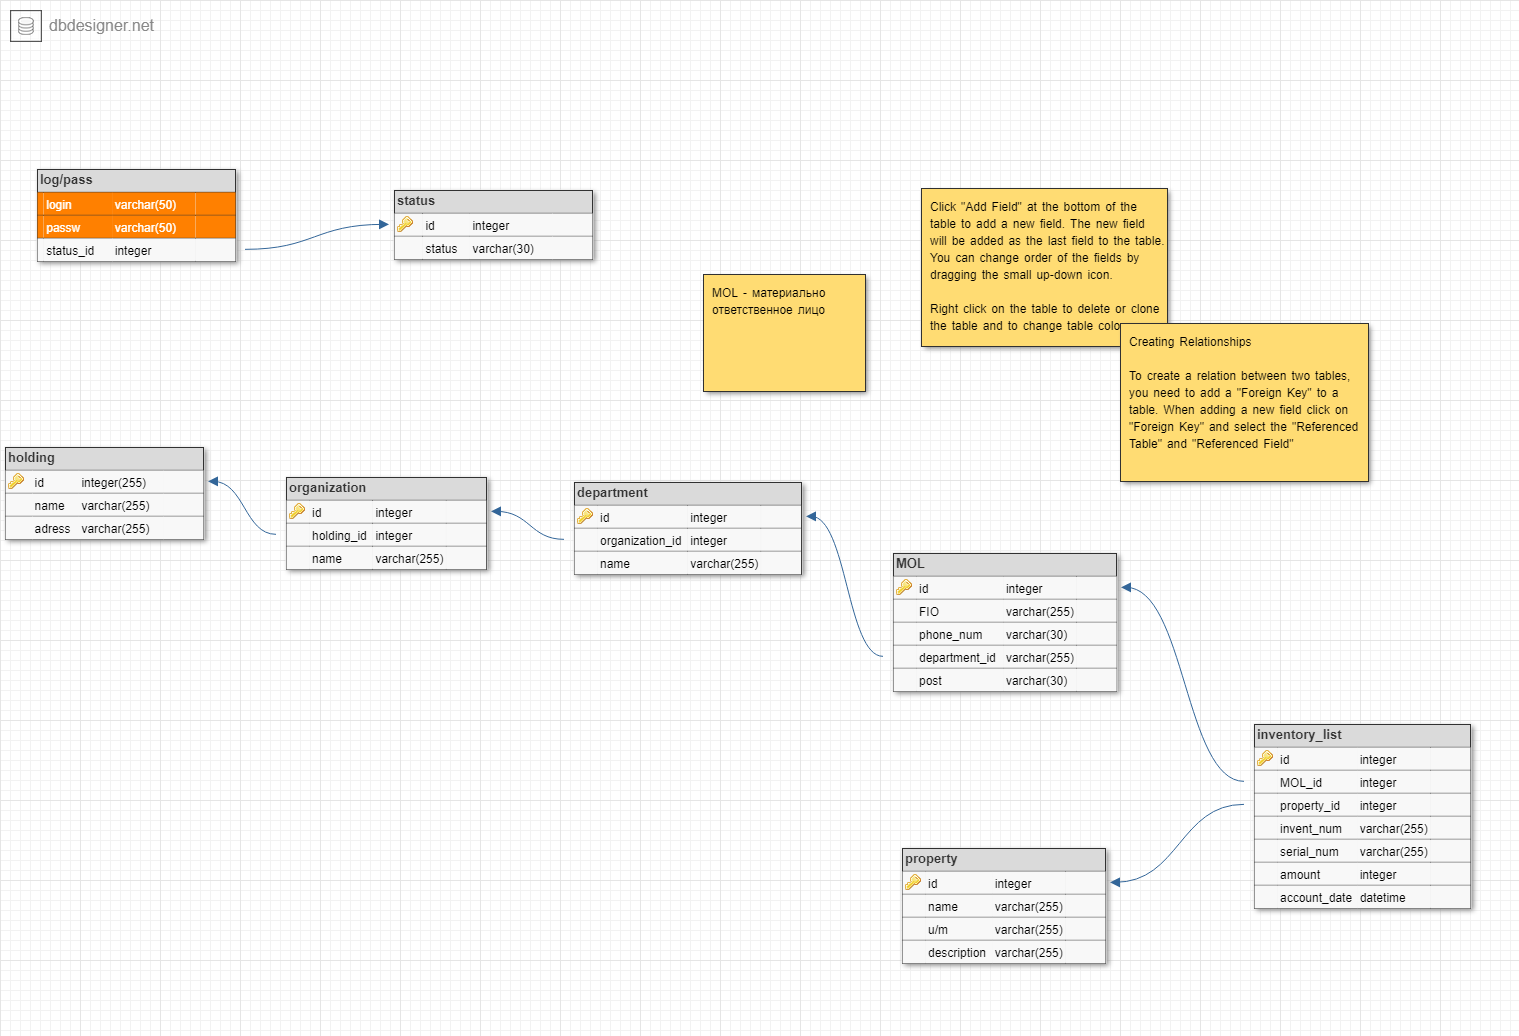 dbdesigner.net
log/pass
login varchar(50)
passw varchar(50)
status_id integer
status
id integer
status varchar(30)
MOL - материально
ответственное лицо
Click "Add Field" at the bottom of the
table to add a new field. The new field
will be added as the last field to the table.
You can change order of the fields by
dragging the small up-down icon.
Right click on the table to delete or clone
the table and to change table colo
Creating Relationships
To create a relation between two tables,
you need to add a "Foreign Key" to a
table. When adding a new field click on
"Foreign Key" and select the "Referenced
Table" and "Referenced Field"
holding
id integer(255)
name varchar(255)
adress varchar(255)
organization
id integer
holding_id integer
name varchar(255)
department
id integer
organization_id integer
name varchar(255)
MOL
id integer
FIO varchar(255)
phone_num varchar(30)
department_id varchar(255)
post varchar(30)
inventory_list
id integer
MOL_id integer
property_id integer
invent_num varchar(255)
serial_num varchar(255)
amount integer
account_date datetime
property
id integer
name varchar(255)
u/m varchar(255)
description varchar(255)